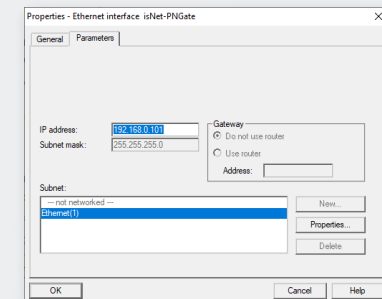 Properties - Ethernet interface isNet-PNGate
General Parameters
IP address: 192.168.0.101
Subnet mask: 255.255.255.0
Gateway
Do not use router
Use router
Address:
Subnet:
--- not networked ---
Ethernet(1)
New...
Properties...
Delete
OK Cancel Help